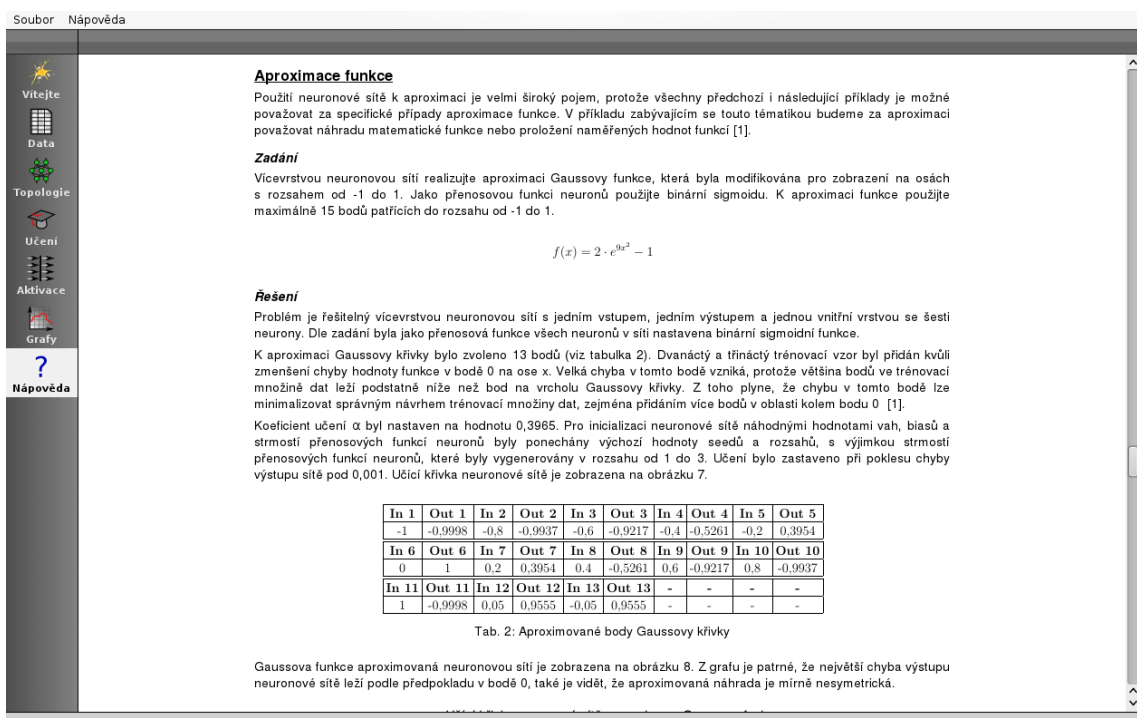 Soubor Nápověda
Vítejte
Data
Topologie
Učení
Aktivace
Grafy
?
Nápověda
Aproximace funkce
Použití neuronové sítě k aproximaci je velmi široký pojem, protože všechny předchozí i následující příklady je možné
považovat za specifické případy aproximace funkce. V příkladu zabývajícím se touto tématikou budeme za aproximaci
považovat náhradu matematické funkce nebo proložení naměřených hodnot funkcí [1].
Zadání
Vícevrstvou neuronovou sítí realizujte aproximaci Gaussovy funkce, která byla modifikována pro zobrazení na osách
s rozsahem od -1 do 1. Jako přenosovou funkci neuronů použijte binární sigmoidu. K aproximaci funkce použijte
maximálně 15 bodů patřících do rozsahu od -1 do 1.
f(x) = 2 · e^{9x^2} − 1
Řešení
Problém je řešitelný vícevrstvou neuronovou sítí s jedním vstupem, jedním výstupem a jednou vnitřní vrstvou se šesti
neurony. Dle zadání byla jako přenosová funkce všech neuronů v síti nastavena binární sigmoidní funkce.
K aproximaci Gaussovy křivky bylo zvoleno 13 bodů (viz tabulka 2). Dvanáctý a třináctý trénovací vzor byl přidán kvůli
zmenšení chyby hodnoty funkce v bodě 0 na ose x. Velká chyba v tomto bodě vzniká, protože většina bodů ve trénovací
množině dat leží podstatně níže než bod na vrcholu Gaussovy křivky. Z toho plyne, že chybu v tomto bodě lze
minimalizovat správným návrhem trénovací množiny dat, zejména přidáním více bodů v oblasti kolem bodu 0 [1].
Koeficient učení α byl nastaven na hodnotu 0,3965. Pro inicializaci neuronové sítě náhodnými hodnotami vah, biasů a
strmostí přenosových funkcí neuronů byly ponechány výchozí hodnoty seedů a rozsahů, s výjimkou strmostí
přenosových funkcí neuronů, které byly vygenerovány v rozsahu od 1 do 3. Učení bylo zastaveno při poklesu chyby
výstupu sítě pod 0,001. Učící křivka neuronové sítě je zobrazena na obrázku 7.
In 1 Out 1 In 2 Out 2 In 3 Out 3 In 4 Out 4 In 5 Out 5
-1 -0,9998 -0,8 -0,9937 -0,6 -0,9217 -0,4 -0,5261 -0,2 0,3954
In 6 Out 6 In 7 Out 7 In 8 Out 8 In 9 Out 9 In 10 Out 10
0 1 0,2 0,3954 0.4 -0,5261 0,6 -0,9217 0,8 -0,9937
In 11 Out 11 In 12 Out 12 In 13 Out 13 - - - -
1 -0,9998 0,05 0,9555 -0,05 0,9555 - - - -
Tab. 2: Aproximované body Gaussovy křivky
Gaussova funkce aproximovaná neuronovou sítí je zobrazena na obrázku 8. Z grafu je patrné, že největší chyba výstupu
neuronové sítě leží podle předpokladu v bodě 0, také je vidět, že aproximovaná náhrada je mírně nesymetrická.